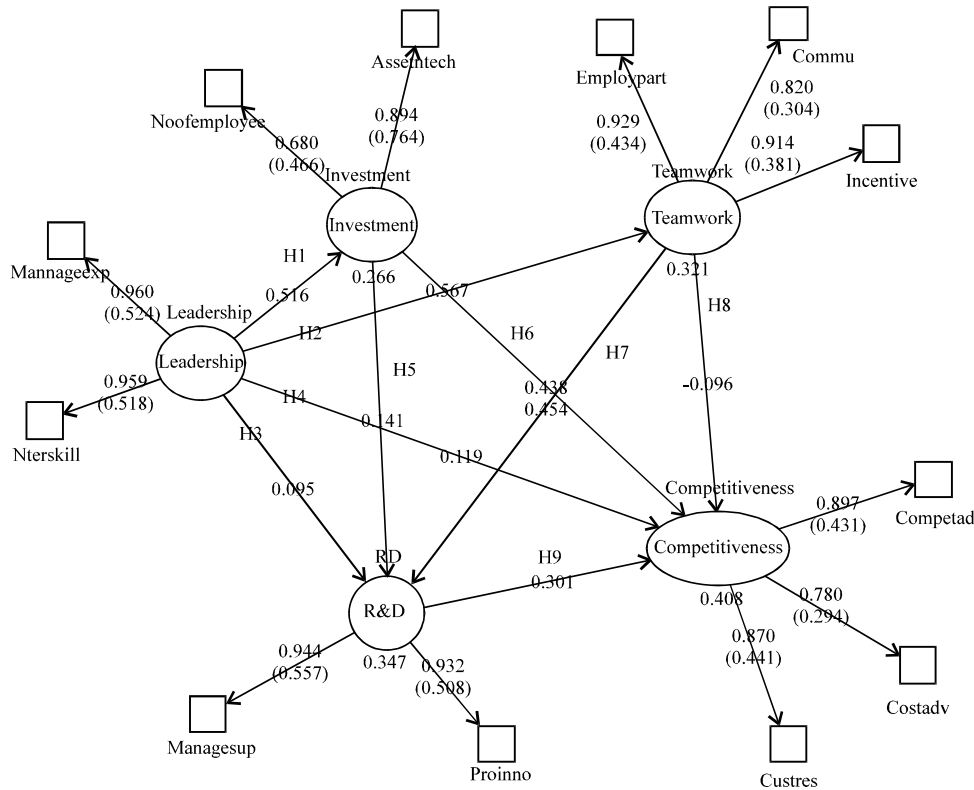 Commu
Assetntech
Employpart
0.820
(0.304)
Noofemployee
0.894
(0.764)
0.929
(0.434)
0.680
(0.466)
0.914
(0.381)
Investment
Teamwork
Incentive
Investment
Teamwork
Mannageexp
H1
0.266
0.321
0.960
(0.524)
0.516
0.567
H8
Leadership
H2
H6
Leadership
H5
H7
0.959
(0.518)
0.438
0.454
-0.096
H4
0.141
H3
Nterskill
0.119
0.095
Competitiveness
0.897
(0.431)
Competad
RD
H9
Competitiveness
0.301
R&D
0.408
0.780
(0.294)
0.944
(0.557)
0.347
0.932
(0.508)
0.870
(0.441)
Costadv
Managesup
Proinno
Custres